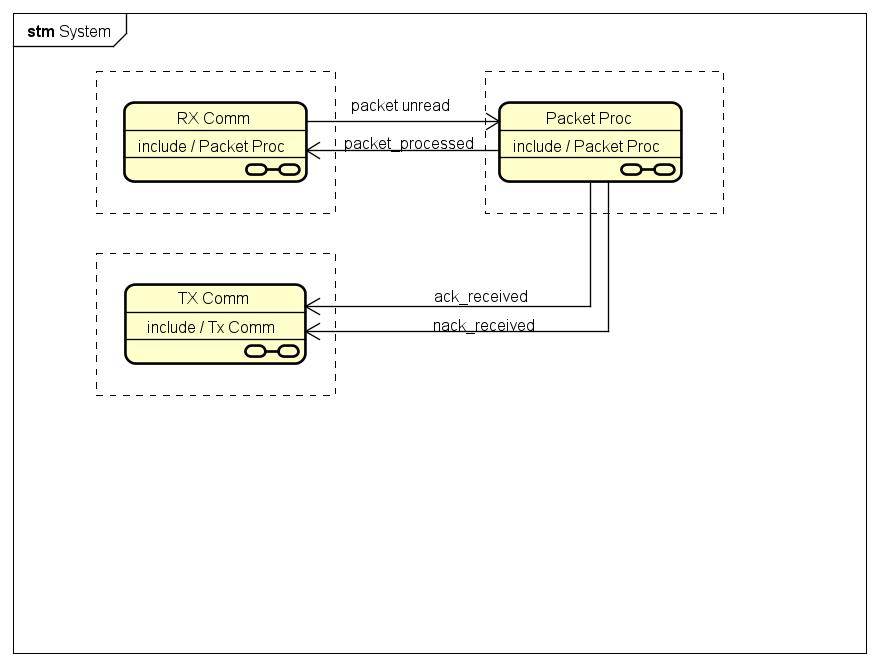 stm System
RX Comm
include / Packet Proc
packet unread
packet_processed
Packet Proc
include / Packet Proc
TX Comm
include / Tx Comm
ack_received
nack_received